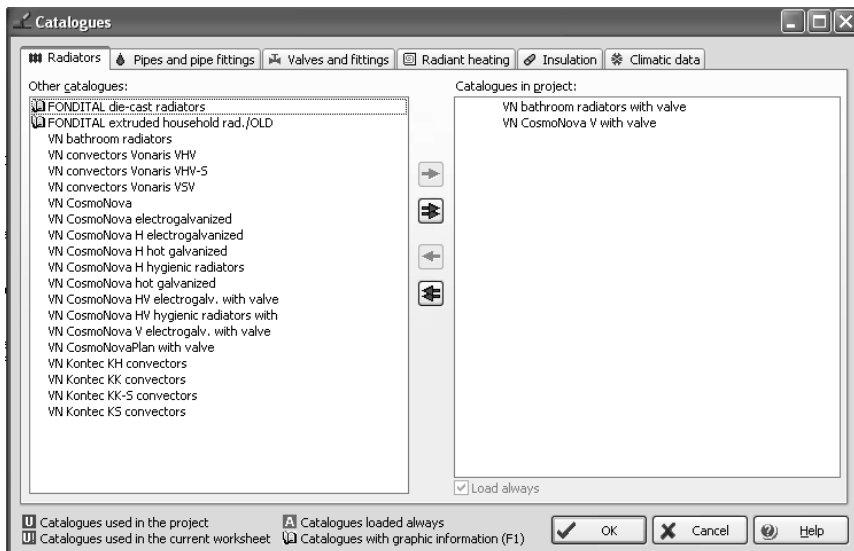 Catalogues
Radiators
Pipes and pipe fittings
Valves and fittings
Radiant heating
Insulation
Climatic data
Other catalogues:
FONDITAL die-cast radiators
FONDITAL extruded household rad./OLD
VN bathroom radiators
VN convectors Vonaris VHV
VN convectors Vonaris VHV-S
VN convectors Vonaris VSV
VN CosmoNova
VN CosmoNova electrogalvanized
VN CosmoNova H electrogalvanized
VN CosmoNova H hot galvanized
VN CosmoNova H hygienic radiators
VN CosmoNova hot galvanized
VN CosmoNova HV electrogalv. with valve
VN CosmoNova HV hygienic radiators with
VN CosmoNova V electrogalv. with valve
VN CosmoNovaPlan with valve
VN Kontec KH convectors
VN Kontec KK convectors
VN Kontec KK-S convectors
VN Kontec KS convectors
Catalogues in project:
VN bathroom radiators with valve
VN CosmoNova V with valve
Load always
U Catalogues used in the project
U Catalogues used in the current worksheet
A Catalogues loaded always
Catalogues with graphic information (F1)
OK
Cancel
Help